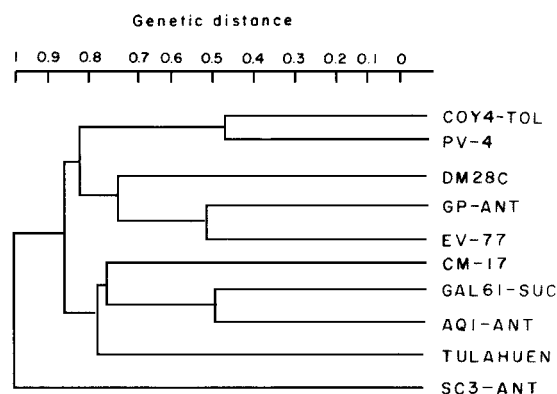 Genetic distance
1 0.9 0.8 0.7 0.6 0.5 0.4 0.3 0.2 0.1 0
COY4-TOL
PV-4
DM28C
GP-ANT
EV-77
CM-17
GAL61-SUC
AQ1-ANT
TULAHUEN
SC3-ANT